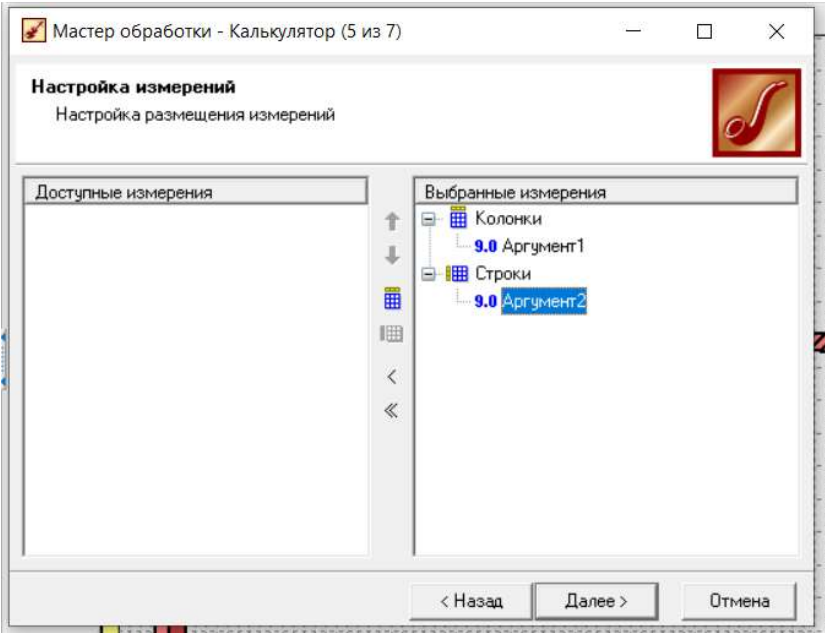 Мастер обработки - Калькулятор (5 из 7)
Настройка измерений
Настройка размещения измерений
Доступные измерения
Выбранные измерения
Колонки
9.0 Аргумент1
Строки
9.0 Аргумент2
< Назад
Далее >
Отмена